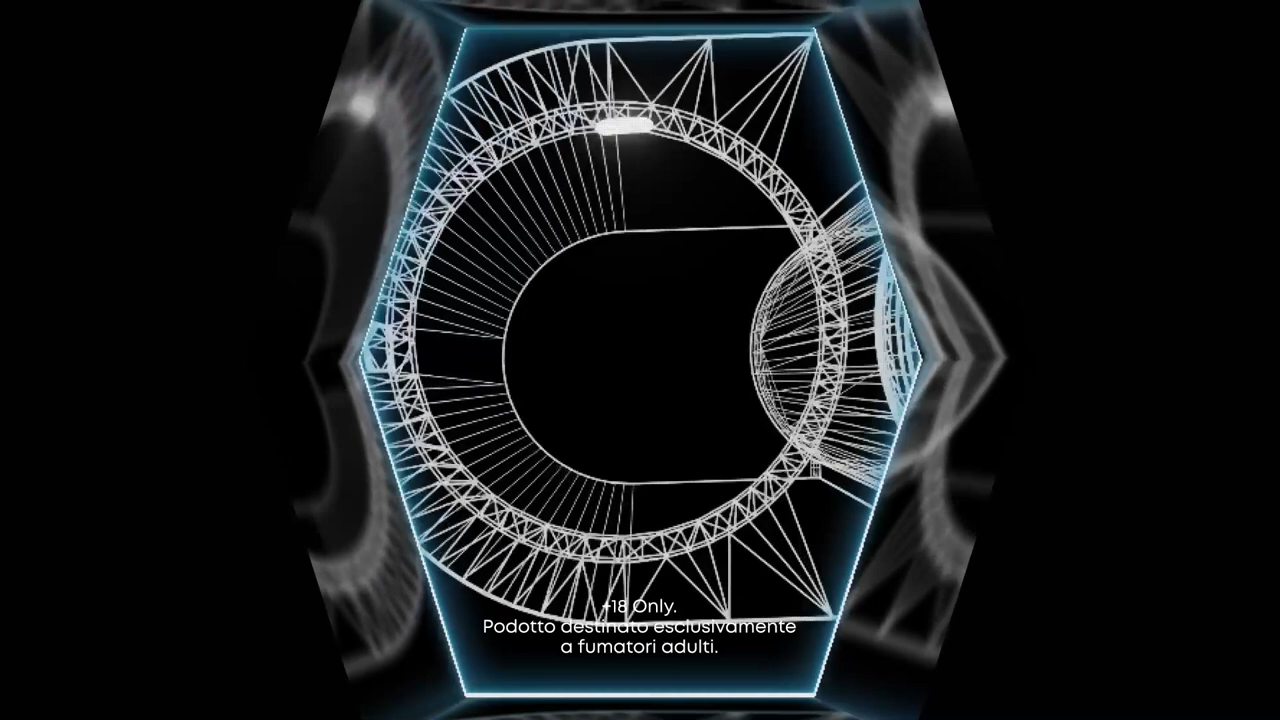 +18 Only.
Podotto destinato esclusivamente
a fumatori adulti.